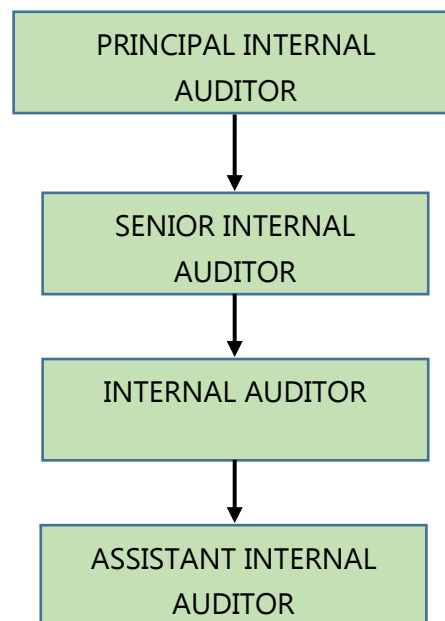 PRINCIPAL INTERNAL
AUDITOR
SENIOR INTERNAL
AUDITOR
INTERNAL AUDITOR
ASSISTANT INTERNAL
AUDITOR